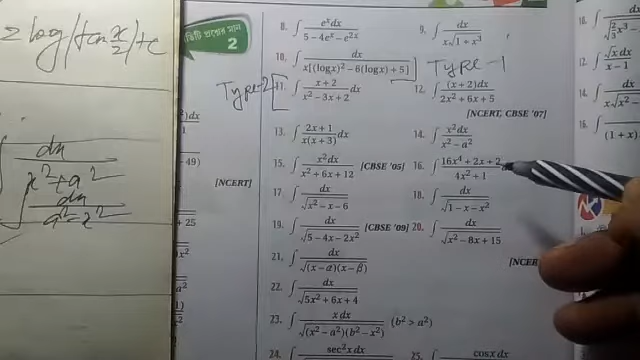 2 log|tan x/2|+c
∫ dx / x²+a²
∫ dx / a²-x²
প্রশ্নের মান
2
8. ∫ eˣdx / 5-4eˣ-e²ˣ
9. ∫ dx / x√1+x³
10. ∫ dx / x[(logx)²-6(logx)+5]
Type-1
Type-2
11. ∫ x+2 / x²-3x+2 dx
12. ∫ (x+2)dx / 2x²+6x+5
[NCERT, CBSE '07]
13. ∫ 2x+1 / x(x+3) dx
14. ∫ x²dx / x²-a²
15. ∫ x²dx / x²+6x+12 [CBSE '05]
16. ∫ 16x⁴+2x+2 / 4x²+1
[NCERT]
17. ∫ dx / √x²-x-6
18. ∫ dx / √1-x-x²
19. ∫ dx / √5-4x-2x² [CBSE '09]
20. ∫ dx / √x²-8x+15
21. ∫ dx / √(x-α)(x-β)
22. ∫ dx / √5x²+6x+4
23. ∫ x dx / √(x²-a²)(b²-x²) (b²>a²)
24. ∫ sec²x dx
25. ∫ cosx dx